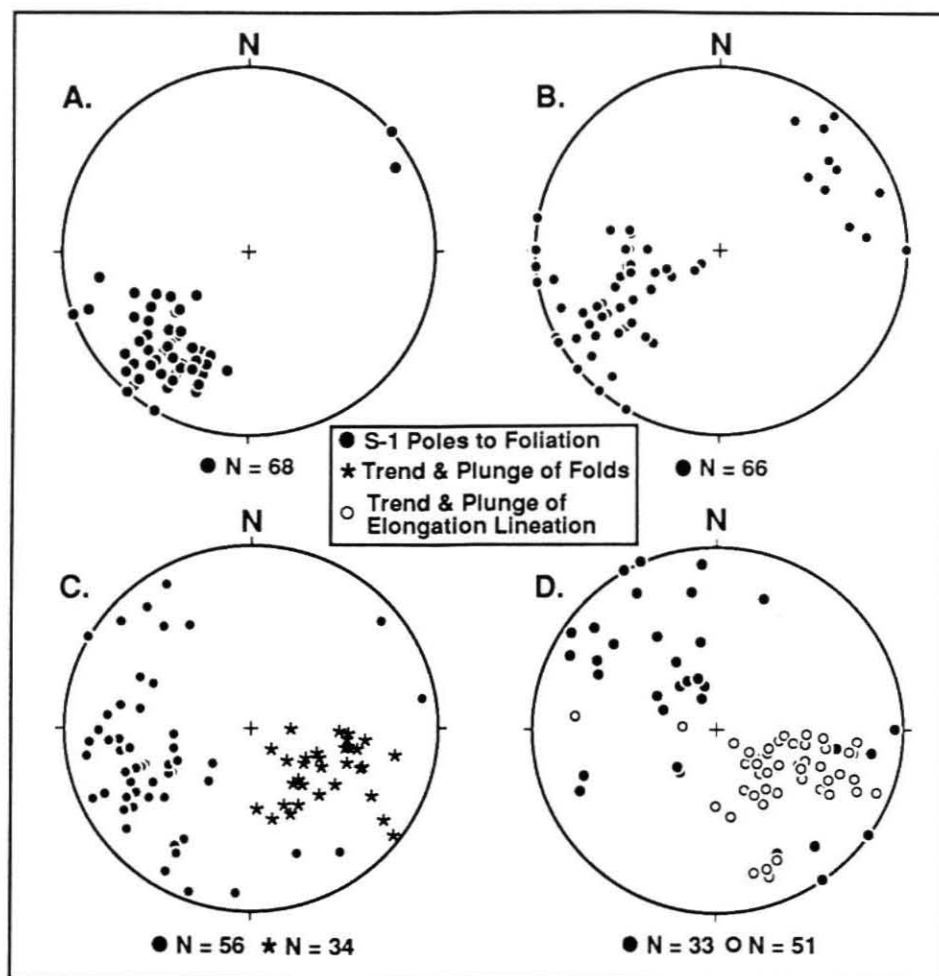 N
N
A.
B.
● S-1 Poles to Foliation
★ Trend & Plunge of Folds
○ Trend & Plunge of
Elongation Lineation
● N = 68
● N = 66
N
N
C.
D.
● N = 56 ★ N = 34
● N = 33 ○ N = 51